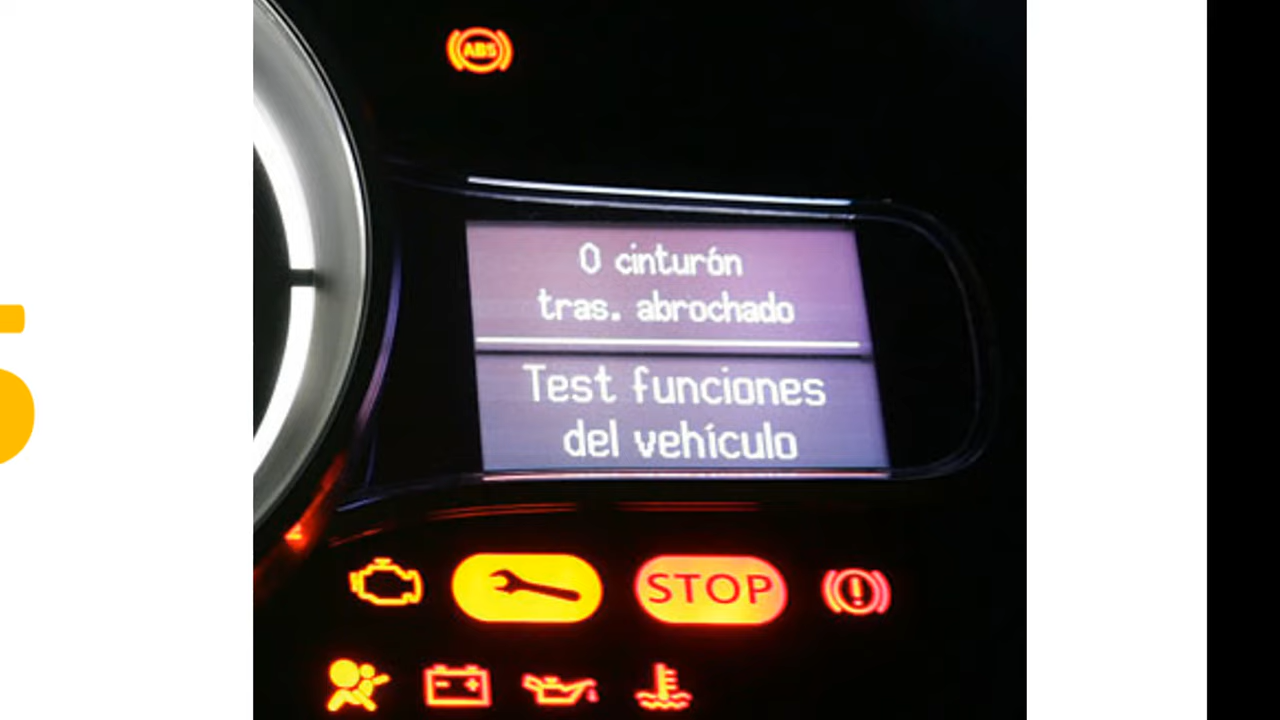 ABS
0 cinturón
tras. abrochado
Test funciones
del vehículo
STOP